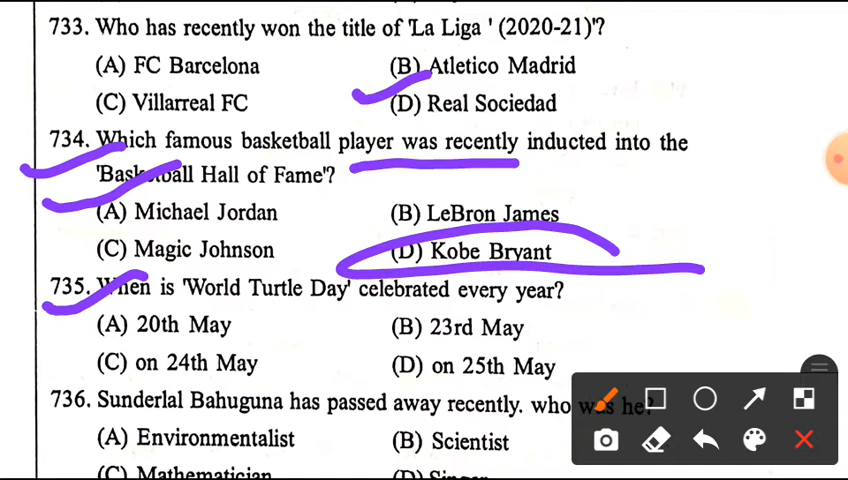 733. Who has recently won the title of 'La Liga ' (2020-21)'?
(A) FC Barcelona (B) Atletico Madrid
(C) Villarreal FC (D) Real Sociedad
734. Which famous basketball player was recently inducted into the
'Basketball Hall of Fame'?
(A) Michael Jordan (B) LeBron James
(C) Magic Johnson (D) Kobe Bryant
735. When is 'World Turtle Day' celebrated every year?
(A) 20th May (B) 23rd May
(C) on 24th May (D) on 25th May
736. Sunderlal Bahuguna has passed away recently. who was he?
(A) Environmentalist (B) Scientist
(C) Mathematician (D) Singer